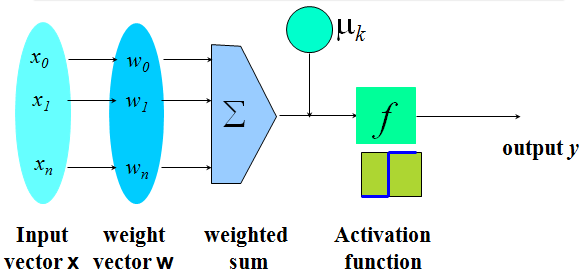 μk
x0 w0
x1 w1
Σ f
xn wn
output y
Input weight weighted Activation
vector x vector w sum function